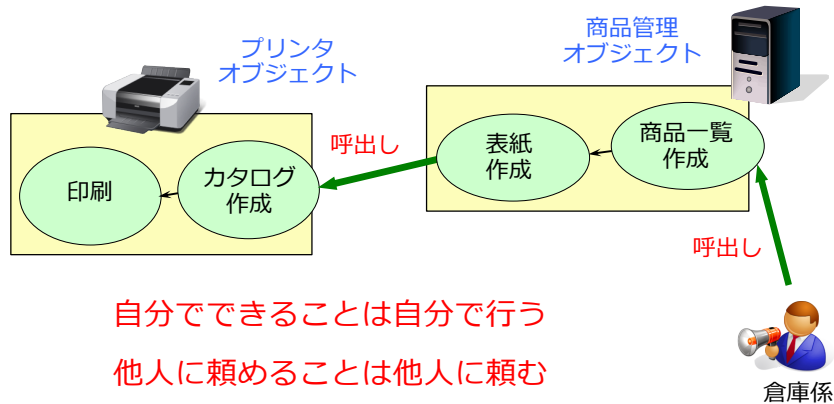 プリンタ
オブジェクト
商品管理
オブジェクト
呼出し
表紙
作成
商品一覧
作成
印刷
カタログ
作成
呼出し
自分でできることは自分で行う
他人に頼めることは他人に頼む
倉庫係